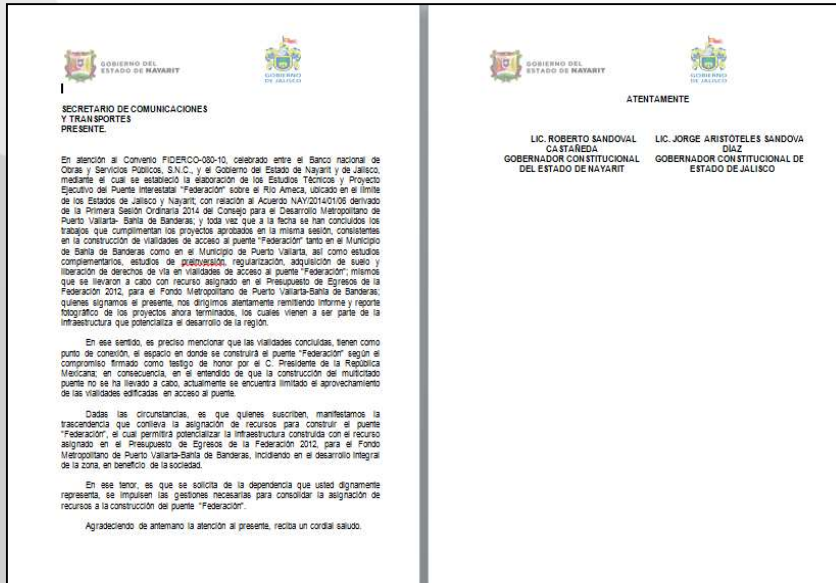 GOBIERNO DEL
ESTADO DE NAYARIT
GOBIERNO
DE JALISCO
SECRETARIO DE COMUNICACIONES
Y TRANSPORTES
PRESENTE.
En atención al Convenio FIDERCO-080-10, celebrado entre el Banco nacional de
Obras y Servicios Públicos, S.N.C., y el Gobierno del Estado de Nayarit y de Jalisco,
mediante el cual se estableció la elaboración de los Estudios Técnicos y Proyecto
Ejecutivo del Puente Interestatal "Federación" sobre el Río Ameca, ubicado en el límite
de los Estados de Jalisco y Nayarit; con relación al Acuerdo NAY/2014/01/06 derivado
de la Primera Sesión Ordinaria 2014 del Consejo para el Desarrollo Metropolitano de
Puerto Vallarta- Bahía de Banderas; y toda vez que a la fecha se han concluidos los
trabajos que cumplimentan los proyectos aprobados en la misma sesión, consistentes
en la construcción de vialidades de acceso al puente "Federación" tanto en el Municipio
de Bahía de Banderas como en el Municipio de Puerto Vallarta, así como estudios
complementarios, estudios de preinversión, regularización, adquisición de suelo y
liberación de derechos de vía en vialidades de acceso al puente "Federación"; mismos
que se llevaron a cabo con recurso asignado en el Presupuesto de Egresos de la
Federación 2012, para el Fondo Metropolitano de Puerto Vallarta-Bahía de Banderas;
quienes signamos el presente, nos dirigimos atentamente remitiendo informe y reporte
fotográfico de los proyectos ahora terminados, los cuales vienen a ser parte de la
infraestructura que potencializa el desarrollo de la región.
En ese sentido, es preciso mencionar que las vialidades concluidas, tienen como
punto de conexión, el espacio en donde se construirá el puente "Federación" según el
compromiso firmado como testigo de honor por el C. Presidente de la República
Mexicana; en consecuencia, en el entendido de que la construcción del multicitado
puente no se ha llevado a cabo, actualmente se encuentra limitado el aprovechamiento
de las vialidades edificadas en acceso al puente.
Dadas las circunstancias, es que quienes suscriben, manifestamos la
trascendencia que conlleva la asignación de recursos para construir el puente
"Federación", el cual permitirá potencializar la infraestructura construida con el recurso
asignado en el Presupuesto de Egresos de la Federación 2012, para el Fondo
Metropolitano de Puerto Vallarta-Bahía de Banderas, incidiendo en el desarrollo integral
de la zona, en beneficio de la sociedad.
En ese tenor, es que se solicita de la dependencia que usted dignamente
representa, se impulsen las gestiones necesarias para consolidar la asignación de
recursos a la construcción del puente "Federación".
Agradeciendo de antemano la atención al presente, reciba un cordial saludo.
GOBIERNO DEL
ESTADO DE NAYARIT
GOBIERNO
DE JALISCO
ATENTAMENTE
LIC. ROBERTO SANDOVAL
CASTAÑEDA
GOBERNADOR CONSTITUCIONAL
DEL ESTADO DE NAYARIT
LIC. JORGE ARISTÓTELES SANDOVA
DÍAZ
GOBERNADOR CONSTITUCIONAL DE
ESTADO DE JALISCO